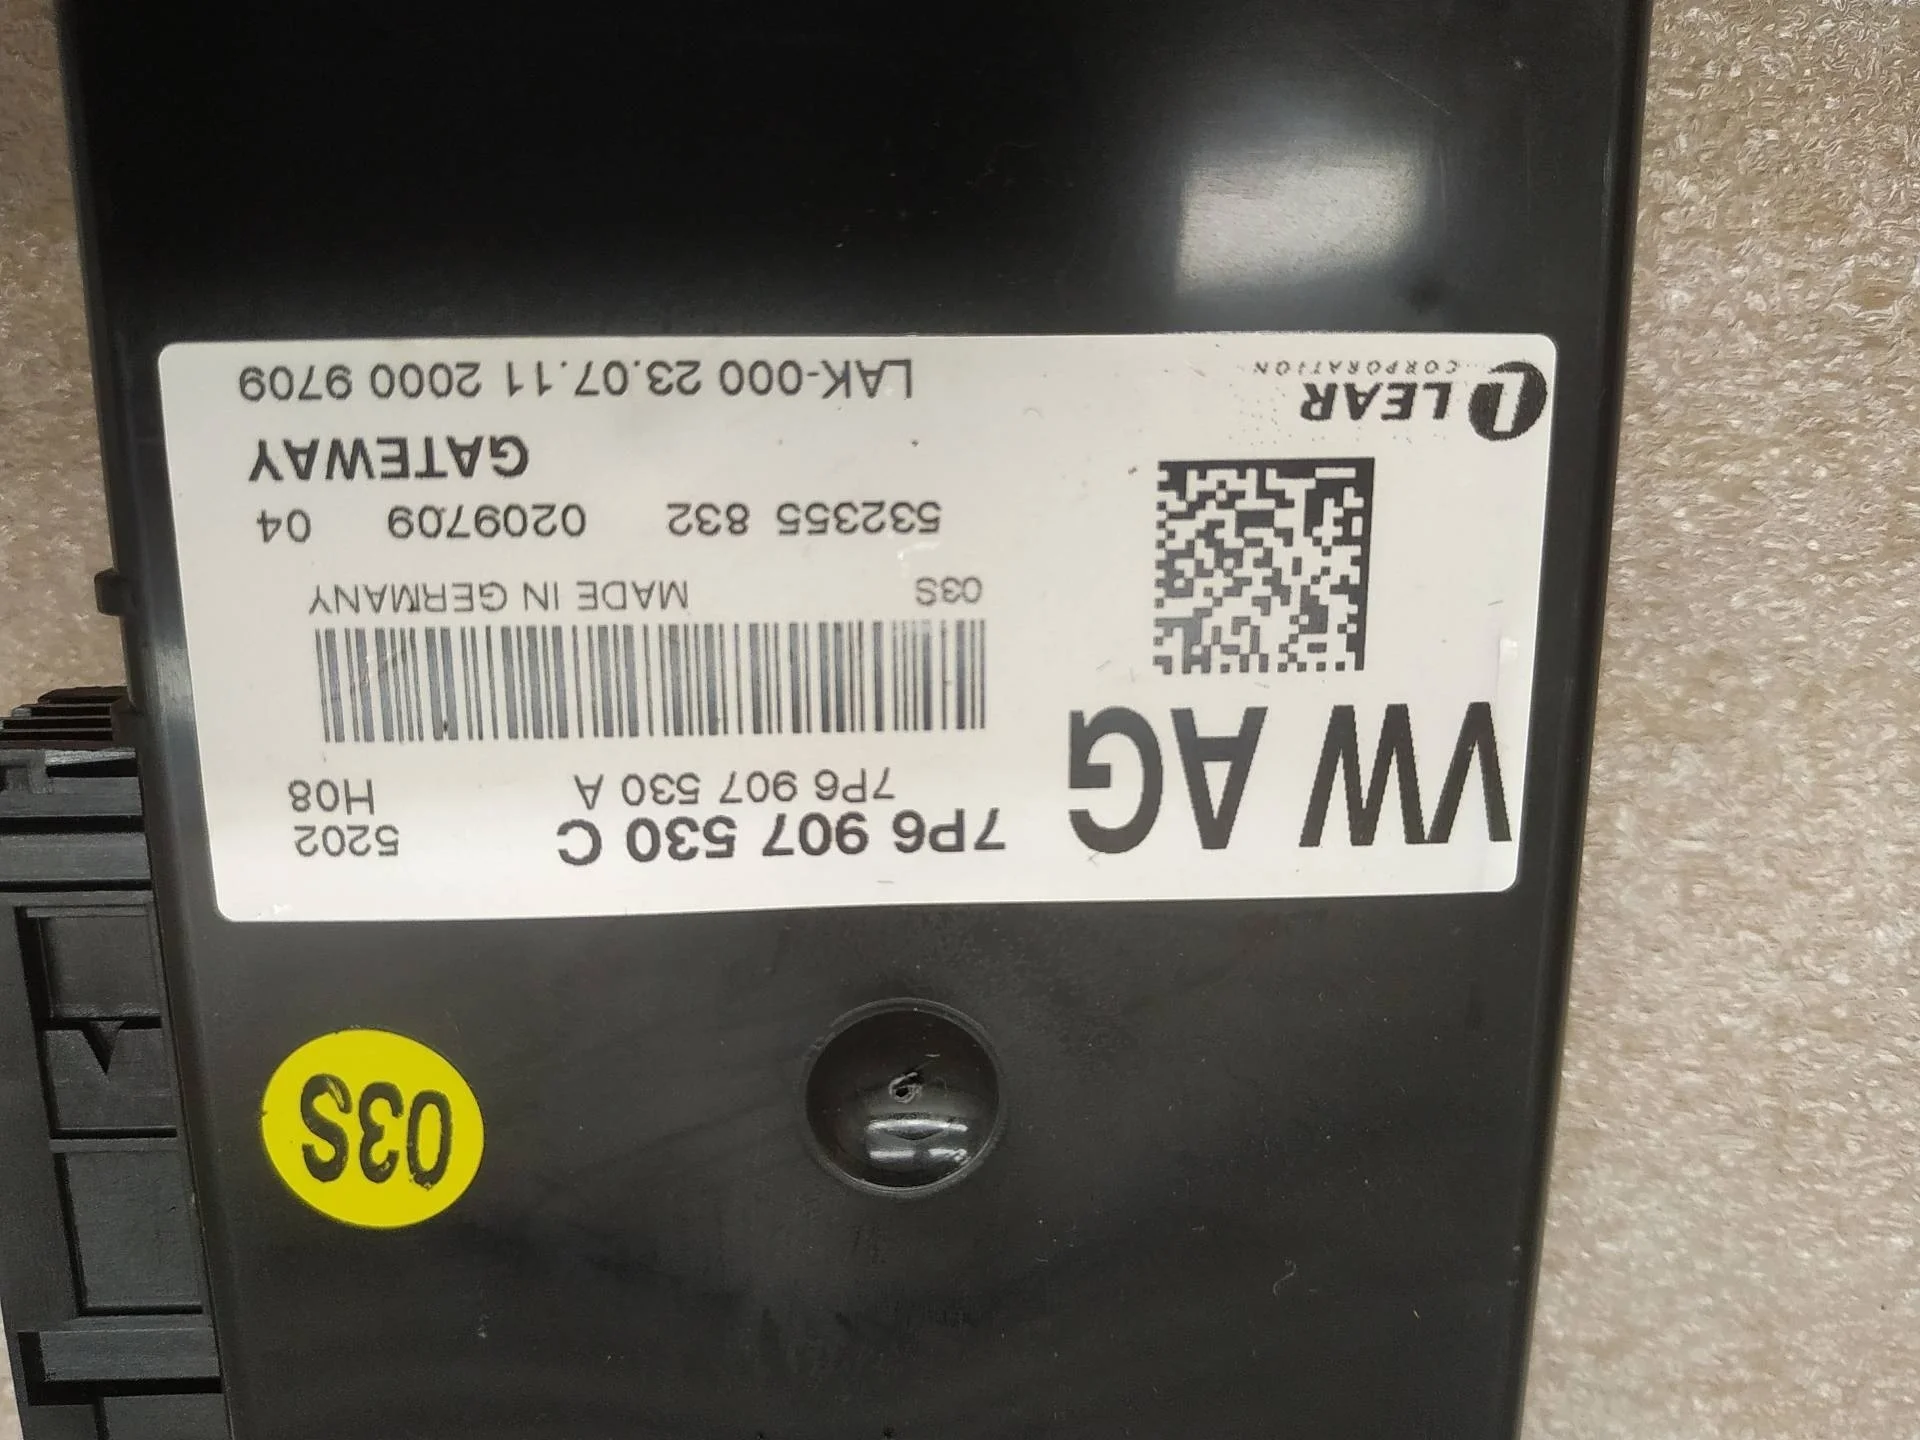 VW AG
7P6 907 530 C
7P6 907 530 A
5202
H08
03S MADE IN GERMANY
532355 832 0209709 04
GATEWAY
LEAR
CORPORATION
LAK-000 23.07.11 2000 9709
03S